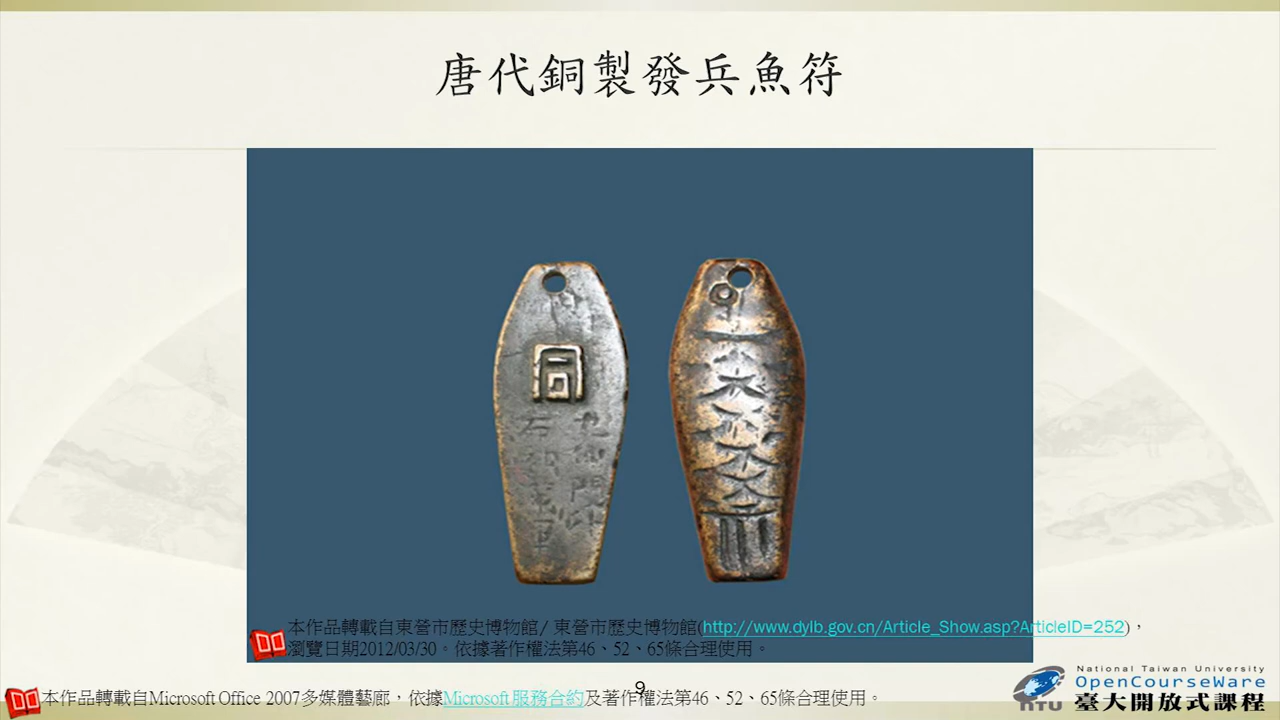 唐代銅製發兵魚符
同
本作品轉載自東營市歷史博物館/ 東營市歷史博物館(http://www.dylb.gov.cn/Article_Show.asp?ArticleID=252)，
瀏覽日期2012/03/30。依據著作權法第46、52、65條合理使用。
本作品轉載自Microsoft Office 2007多媒體藝廊，依據Microsoft服務合約及著作權法第46、52、65條合理使用。
9
National Taiwan University
OpenCourseWare
NTU
臺大開放式課程